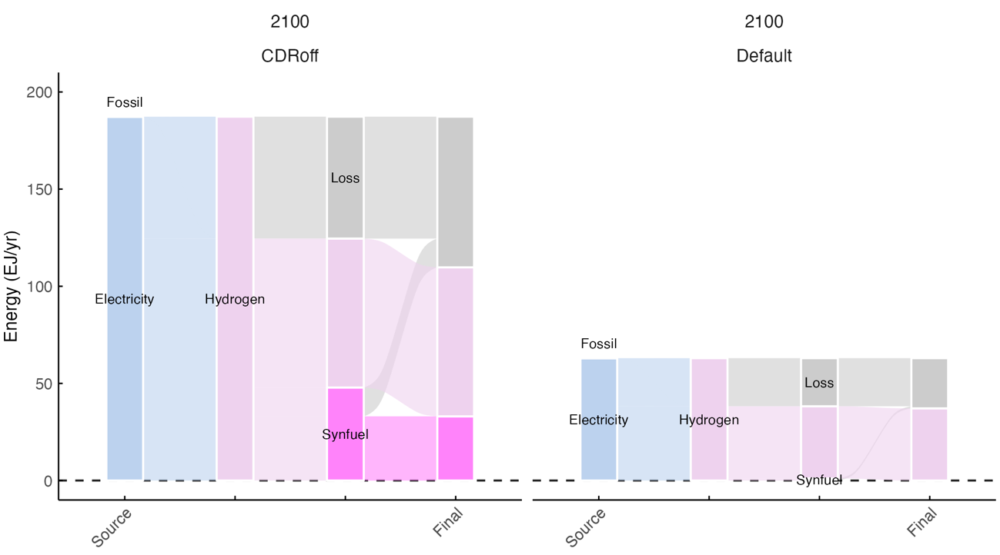 2100
2100
CDRoff
Default
Energy (EJ/yr)
200
150
100
50
0
Fossil
Loss
Electricity
Hydrogen
Synfuel
Fossil
Loss
Electricity
Hydrogen
Synfuel
Source
Final
Source
Final